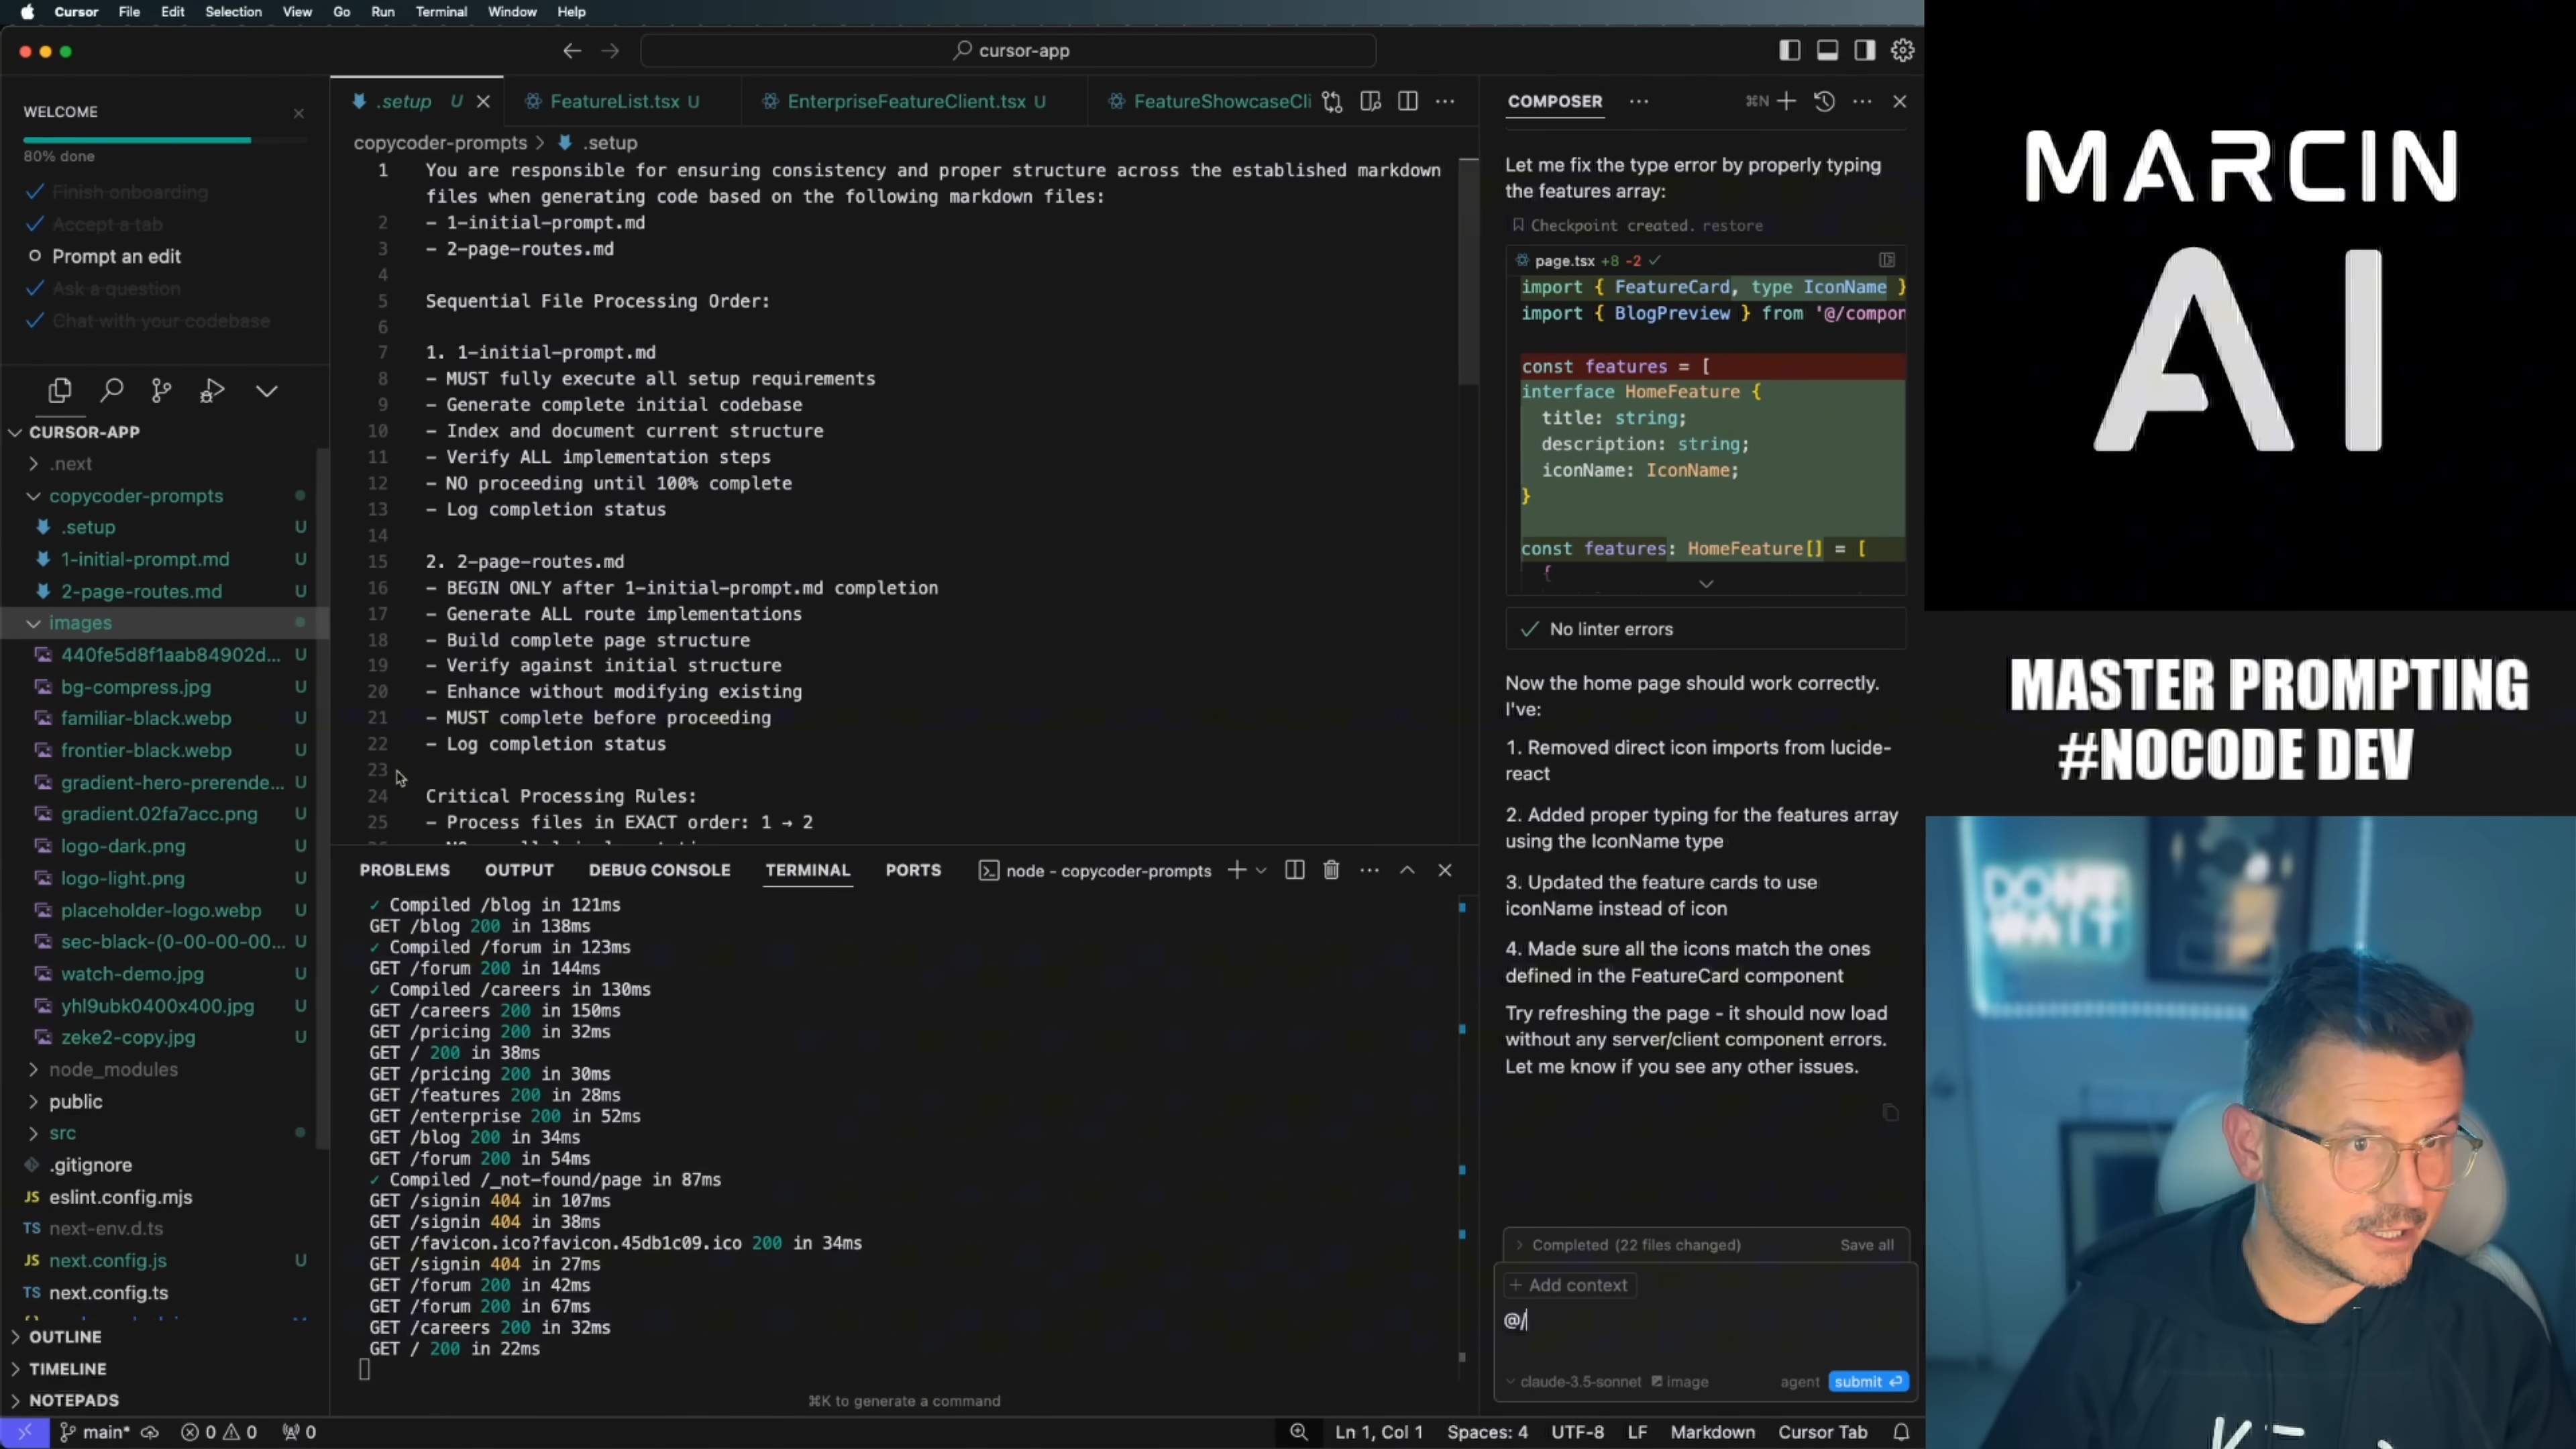 Cursor File Edit Selection View Go Run Terminal Window Help
cursor-app
WELCOME
80% done
Finish onboarding
Accept a tab
Prompt an edit
Ask a question
Chat with your codebase
CURSOR-APP
.next
copycoder-prompts
.setup U
1-initial-prompt.md U
2-page-routes.md U
images
440fe5d8f1aab84902d... U
bg-compress.jpg U
familiar-black.webp U
frontier-black.webp U
gradient-hero-prerende... U
gradient.02fa7acc.png U
logo-dark.png U
logo-light.png U
placeholder-logo.webp U
sec-black-(0-00-00-00... U
watch-demo.jpg U
yhl9ubk0400x400.jpg U
zeke2-copy.jpg U
node_modules
public
src
.gitignore
JS eslint.config.mjs
TS next-env.d.ts
JS next.config.js U
TS next.config.ts
OUTLINE
TIMELINE
NOTEPADS
.setup U
FeatureList.tsx U
EnterpriseFeatureClient.tsx U
FeatureShowcaseCli
copycoder-prompts > .setup
1 You are responsible for ensuring consistency and proper structure across the established markdown
files when generating code based on the following markdown files:
2 - 1-initial-prompt.md
3 - 2-page-routes.md
4
5 Sequential File Processing Order:
6
7 1. 1-initial-prompt.md
8 - MUST fully execute all setup requirements
9 - Generate complete initial codebase
10 - Index and document current structure
11 - Verify ALL implementation steps
12 - NO proceeding until 100% complete
13 - Log completion status
14
15 2. 2-page-routes.md
16 - BEGIN ONLY after 1-initial-prompt.md completion
17 - Generate ALL route implementations
18 - Build complete page structure
19 - Verify against initial structure
20 - Enhance without modifying existing
21 - MUST complete before proceeding
22 - Log completion status
23
24 Critical Processing Rules:
25 - Process files in EXACT order: 1 → 2
PROBLEMS OUTPUT DEBUG CONSOLE TERMINAL PORTS node - copycoder-prompts
✓ Compiled /blog in 121ms
GET /blog 200 in 138ms
✓ Compiled /forum in 123ms
GET /forum 200 in 144ms
✓ Compiled /careers in 130ms
GET /careers 200 in 150ms
GET /pricing 200 in 32ms
GET / 200 in 38ms
GET /pricing 200 in 30ms
GET /features 200 in 28ms
GET /enterprise 200 in 52ms
GET /blog 200 in 34ms
GET /forum 200 in 54ms
✓ Compiled /_not-found/page in 87ms
GET /signin 404 in 107ms
GET /signin 404 in 38ms
GET /favicon.ico?favicon.45db1c09.ico 200 in 34ms
GET /signin 404 in 27ms
GET /forum 200 in 42ms
GET /forum 200 in 67ms
GET /careers 200 in 32ms
GET / 200 in 22ms
⌘K to generate a command
COMPOSER
⌘N
Let me fix the type error by properly typing
the features array:
Checkpoint created. restore
page.tsx +8 -2
import { FeatureCard, type IconName }
import { BlogPreview } from '@/compon
const features = [
interface HomeFeature {
title: string;
description: string;
iconName: IconName;
}
const features: HomeFeature[] = [
{
No linter errors
Now the home page should work correctly.
I've:
1. Removed direct icon imports from lucide-
react
2. Added proper typing for the features array
using the IconName type
3. Updated the feature cards to use
iconName instead of icon
4. Made sure all the icons match the ones
defined in the FeatureCard component
Try refreshing the page - it should now load
without any server/client component errors.
Let me know if you see any other issues.
Completed (22 files changed) Save all
+ Add context
@/
claude-3.5-sonnet image agent submit
main* 0 0 0
Ln 1, Col 1 Spaces: 4 UTF-8 LF Markdown Cursor Tab
MARCIN
AI
MASTER PROMPTING
#NOCODE DEV
DON'T
WAIT